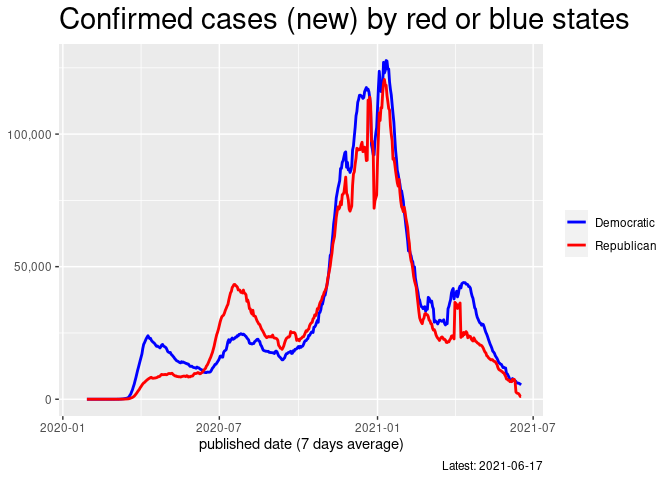 Confirmed cases (new) by red or blue states
100,000
50,000
0
2020-01
2020-07
2021-01
2021-07
published date (7 days average)
Democratic
Republican
Latest: 2021-06-17